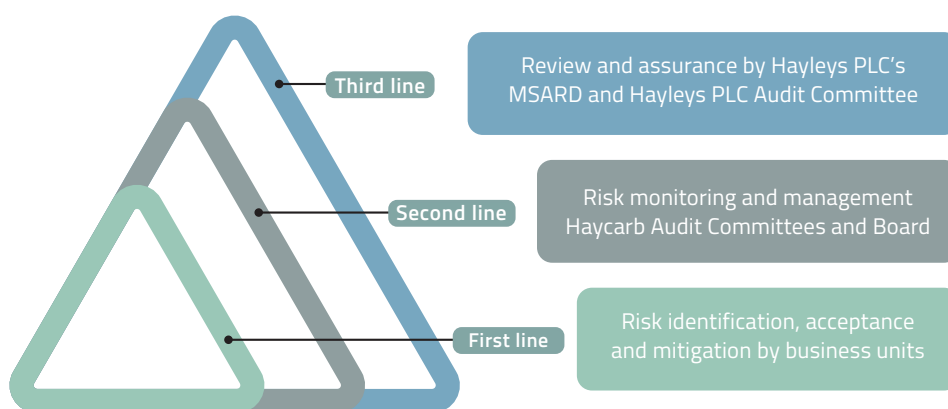 Third line
Review and assurance by Hayleys PLC's
MSARD and Hayleys PLC Audit Committee
Second line
Risk monitoring and management
Haycarb Audit Committees and Board
First line
Risk identification, acceptance
and mitigation by business units